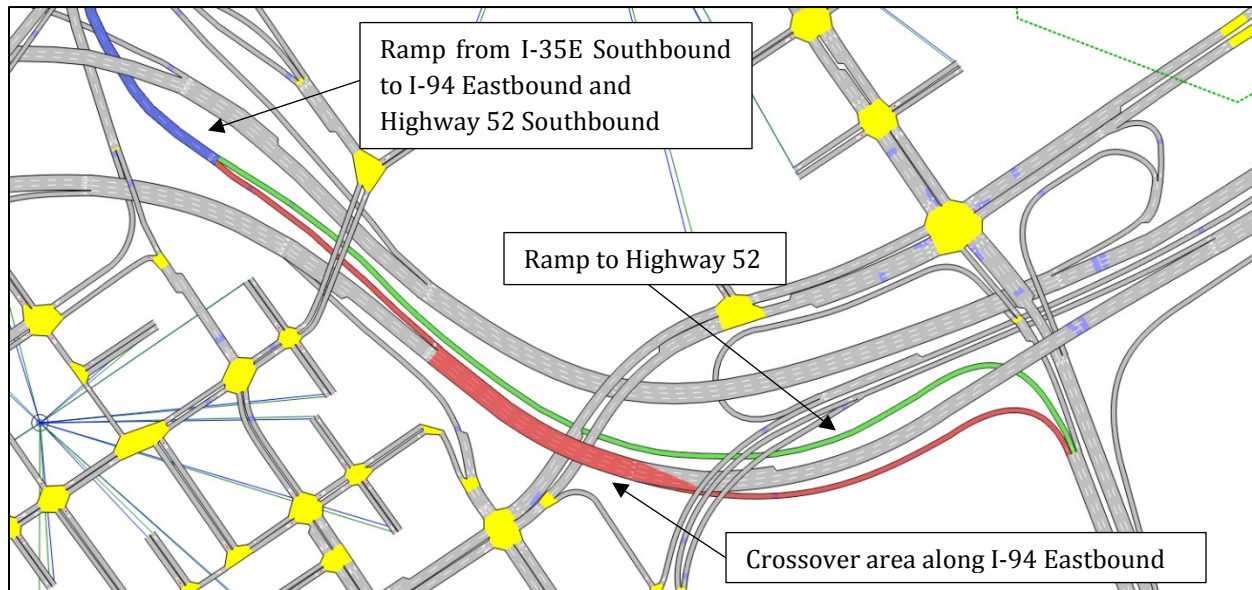 Ramp from I-35E Southbound
to I-94 Eastbound and
Highway 52 Southbound
Ramp to Highway 52
Crossover area along I-94 Eastbound